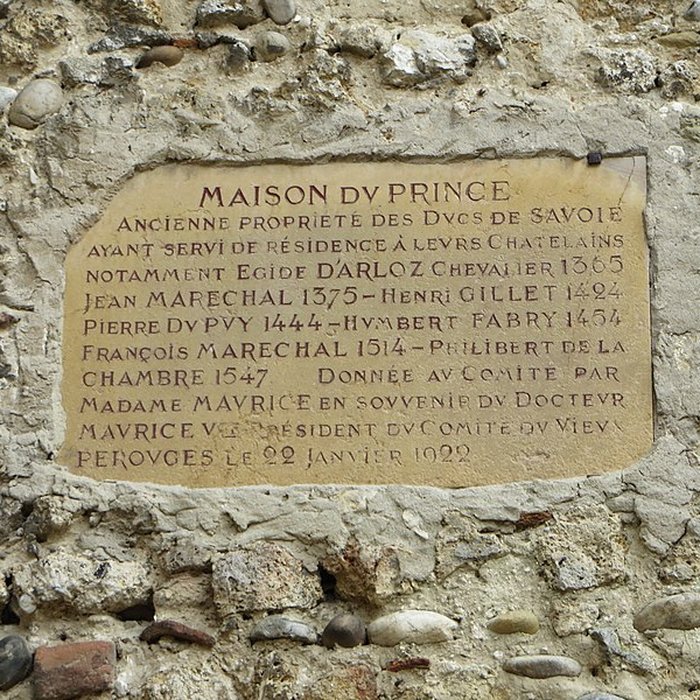 MAISON DV PRINCE
ANCIENNE PROPRIETÉ DES DVCS DE SAVOIE
AYANT SERVI DE RÉSIDENCE À LEVRS CHATELAINS
NOTAMMENT EGIDE D'ARLOZ CHEVALIER 1365
JEAN MARECHAL 1375 – HENRI GILLET 1424
PIERRE DV PVY 1444 – HVMBERT FABRY 1454
FRANÇOIS MARECHAL 1514 – PHILIBERT DE LA
CHAMBRE 1547 DONNÉE AV COMITÉ PAR
MADAME MAVRICE EN SOVVENIR DV DOCTEVR
MAVRICE PRÉSIDENT DV COMITÉ DV VIEVX
PEROVGES LE 22 JANVIER 1922